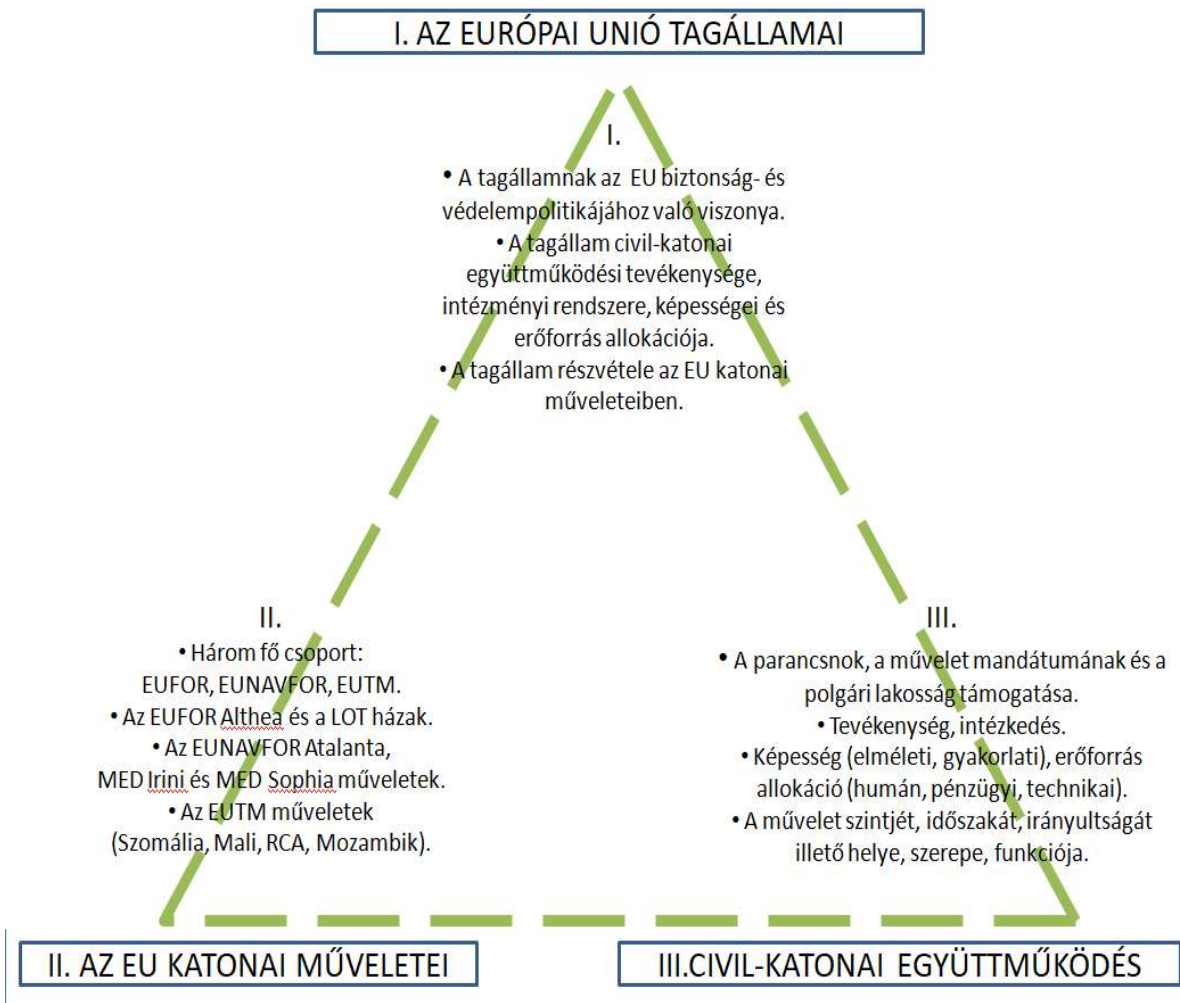 I. AZ EURÓPAI UNIÓ TAGÁLLAMAI
I.
• A tagállamnak az EU biztonság- és
védelempolitikájához való viszonya.
• A tagállam civil-katonai
együttműködési tevékenysége,
intézményi rendszere, képességei és
erőforrás allokációja.
• A tagállam részvétele az EU katonai
műveleteiben.
II.
• Három fő csoport:
EUFOR, EUNAVFOR, EUTM.
• Az EUFOR Althea és a LOT házak.
• Az EUNAVFOR Atalanta,
MED Irini és MED Sophia műveletek.
• Az EUTM műveletek
(Szomália, Mali, RCA, Mozambik).
III.
• A parancsnok, a művelet mandátumának és a
polgári lakosság támogatása.
• Tevékenység, intézkedés.
• Képesség (elméleti, gyakorlati), erőforrás
allokáció (humán, pénzügyi, technikai).
• A művelet szintjét, időszakát, irányultságát
illető helye, szerepe, funkciója.
II. AZ EU KATONAI MŰVELETEI
III.CIVIL-KATONAI EGYÜTTMŰKÖDÉS